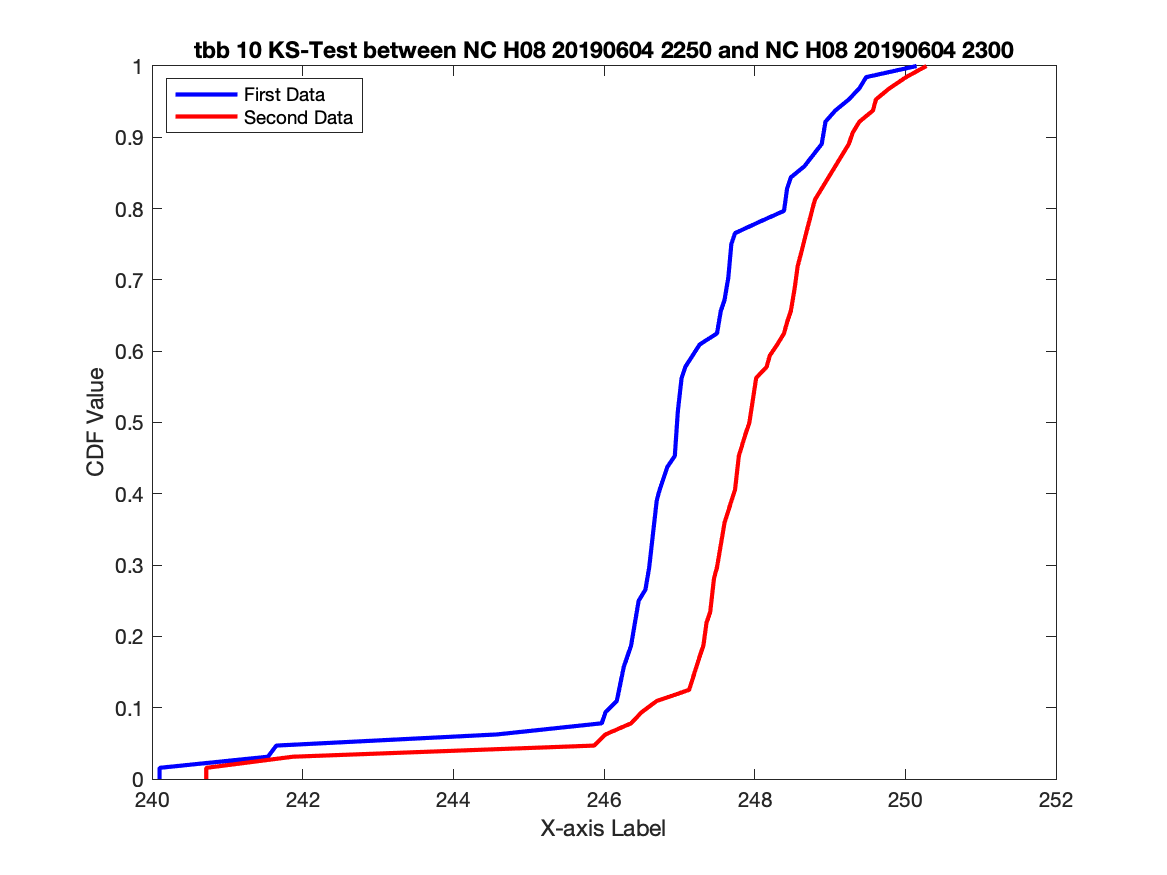 tbb 10 KS-Test between NC H08 20190604 2250 and NC H08 20190604 2300
First Data
Second Data
1
0.9
0.8
0.7
0.6
0.5
0.4
0.3
0.2
0.1
0
CDF Value
240 242 244 246 248 250 252
X-axis Label